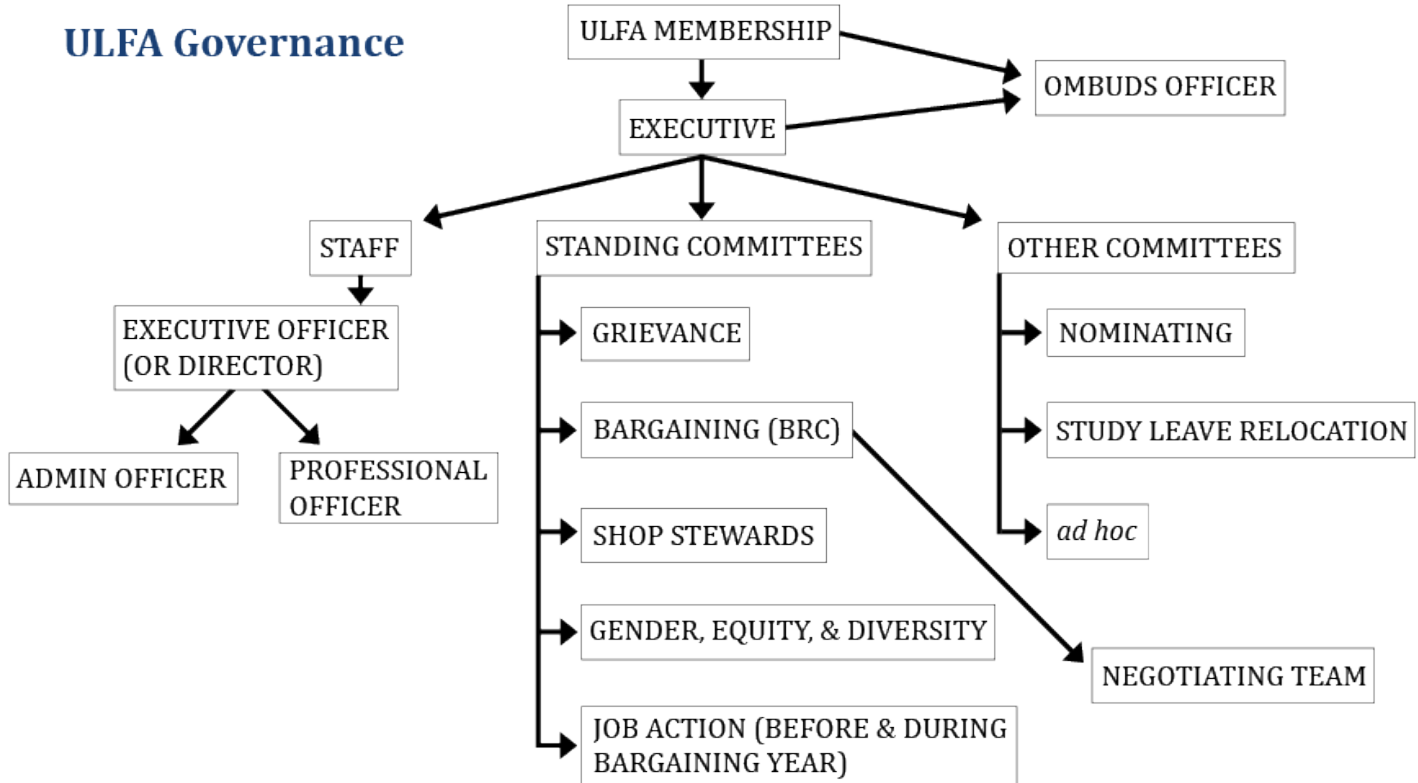 ULFA Governance
ULFA MEMBERSHIP
OMBUDS OFFICER
EXECUTIVE
STAFF
STANDING COMMITTEES
OTHER COMMITTEES
EXECUTIVE OFFICER
(OR DIRECTOR)
ADMIN OFFICER
PROFESSIONAL
OFFICER
GRIEVANCE
BARGAINING (BRC)
SHOP STEWARDS
GENDER, EQUITY, & DIVERSITY
JOB ACTION (BEFORE & DURING
BARGAINING YEAR)
NOMINATING
STUDY LEAVE RELOCATION
ad hoc
NEGOTIATING TEAM